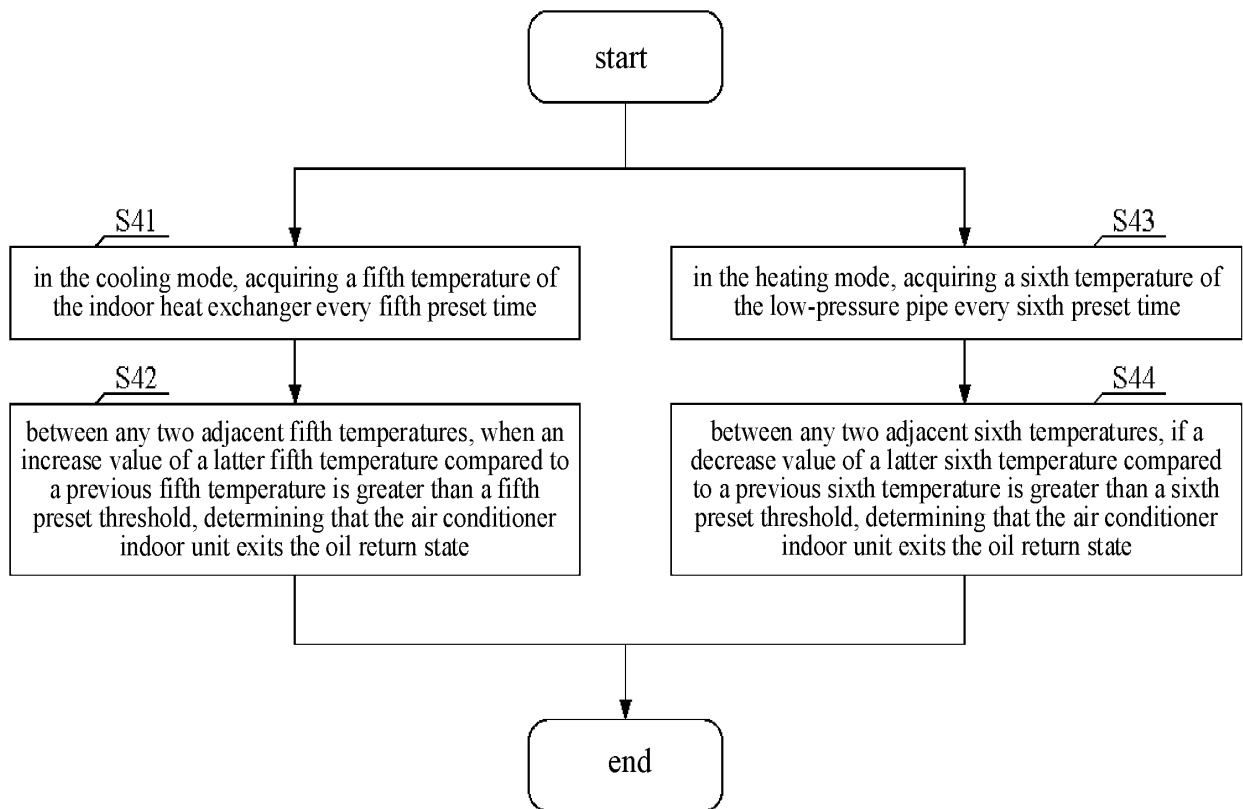 start
S41
in the cooling mode, acquiring a fifth temperature of
the indoor heat exchanger every fifth preset time
S43
in the heating mode, acquiring a sixth temperature of
the low-pressure pipe every sixth preset time
S42
between any two adjacent fifth temperatures, when an
increase value of a latter fifth temperature compared to
a previous fifth temperature is greater than a fifth
preset threshold, determining that the air conditioner
indoor unit exits the oil return state
S44
between any two adjacent sixth temperatures, if a
decrease value of a latter sixth temperature compared
to a previous sixth temperature is greater than a sixth
preset threshold, determining that the air conditioner
indoor unit exits the oil return state
end